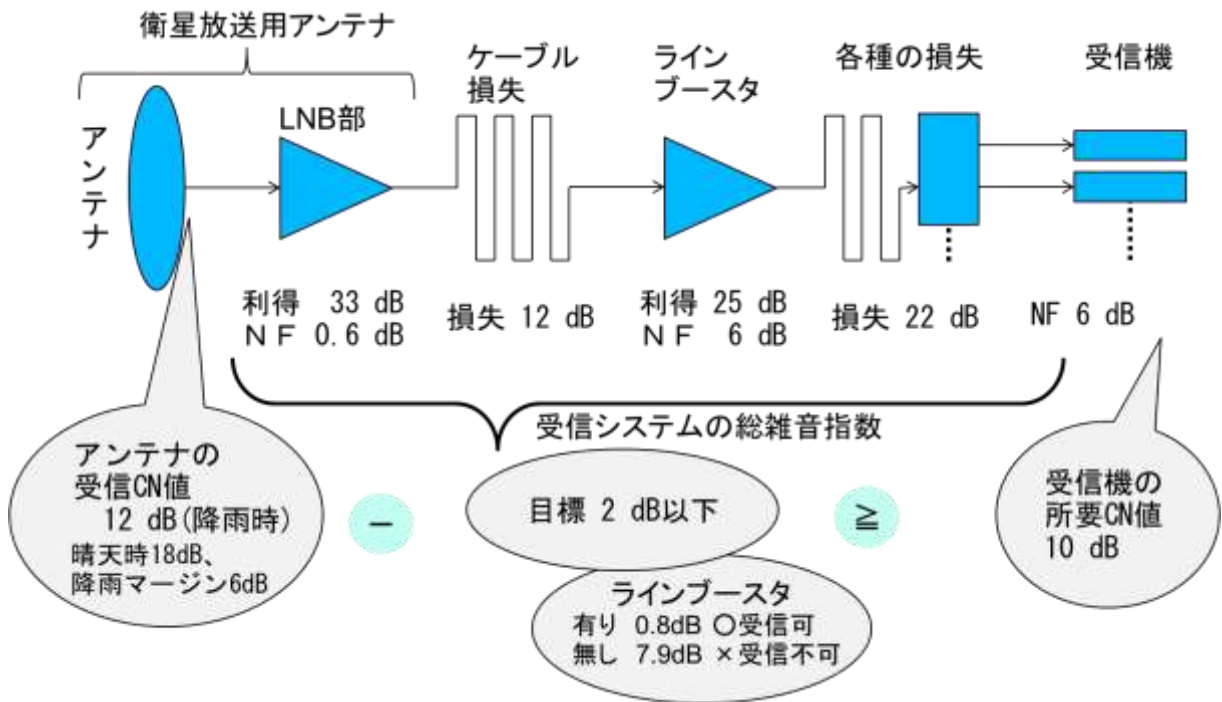 衛星放送用アンテナ
アンテナ
LNB部
ケーブル
損失
ライン
ブースタ
各種の損失
受信機
利得 33 dB
NF 0.6 dB
損失 12 dB
利得 25 dB
NF 6 dB
損失 22 dB
NF 6 dB
受信システムの総雑音指数
アンテナの
受信CN値
12 dB(降雨時)
晴天時18dB、
降雨マージン6dB
−
目標 2 dB以下
≧
受信機の
所要CN値
10 dB
ラインブースタ
有り 0.8dB ○受信可
無し 7.9dB ×受信不可